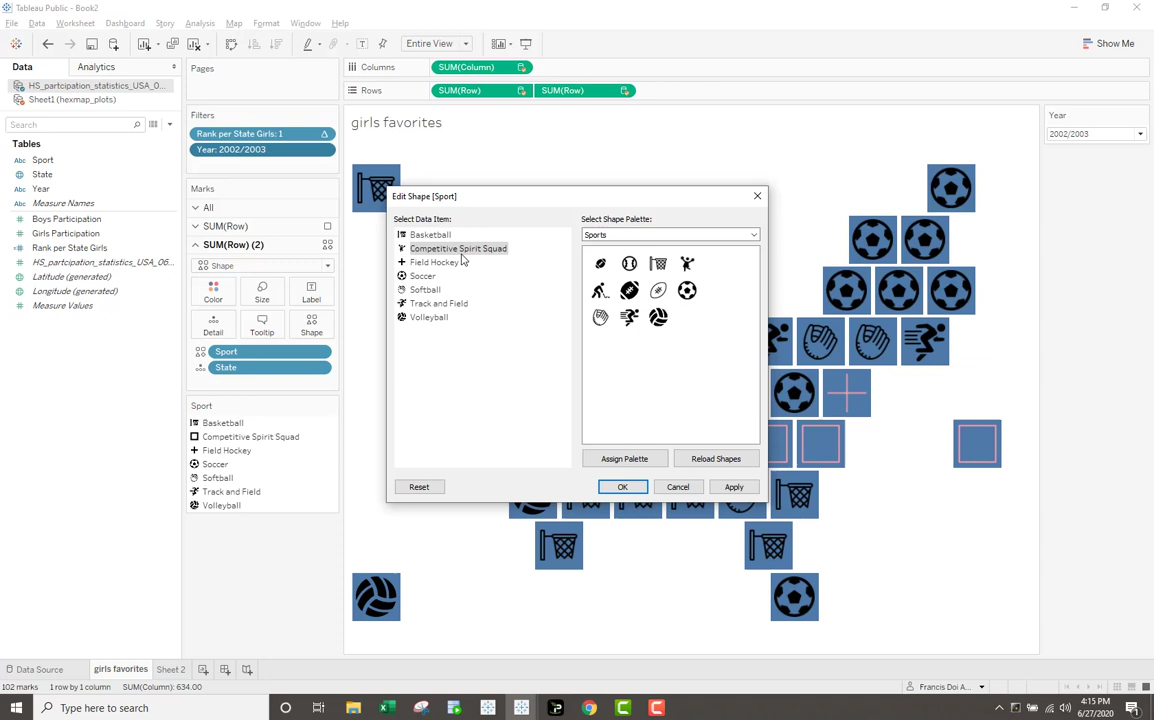 Tableau Public - Book2
File Data Worksheet Dashboard Story Analysis Map Format Window Help
Entire View
Show Me
Data Analytics
HS_partcipation_statistics_USA_0...
Sheet1 (hexmap_plots)
Search
Tables
Abc Sport
State
Abc Year
Abc Measure Names
Boys Participation
Girls Participation
Rank per State Girls
HS_partcipation_statistics_USA_06...
Latitude (generated)
Longitude (generated)
Measure Values
Pages
Filters
Rank per State Girls: 1
Year: 2002/2003
Marks
All
SUM(Row)
SUM(Row) (2)
Shape
Color Size Label
Detail Tooltip Shape
Sport
State
Sport
Basketball
Competitive Spirit Squad
Field Hockey
Soccer
Softball
Track and Field
Volleyball
Columns SUM(Column)
Rows SUM(Row) SUM(Row)
girls favorites
Year
2002/2003
Edit Shape [Sport]
Select Data Item:
Basketball
Competitive Spirit Squad
Field Hockey
Soccer
Softball
Track and Field
Volleyball
Select Shape Palette:
Sports
Assign Palette Reload Shapes
Reset OK Cancel Apply
Data Source girls favorites Sheet 2
102 marks 1 row by 1 column SUM(Column): 634.00
Francis Doi A...
Type here to search
4:15 PM
6/27/2020